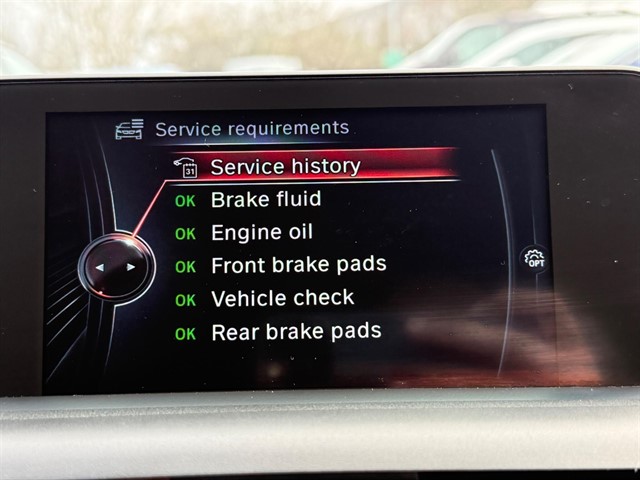 Service requirements
31 Service history
OK Brake fluid
OK Engine oil
OK Front brake pads
OPT
OK Vehicle check
OK Rear brake pads